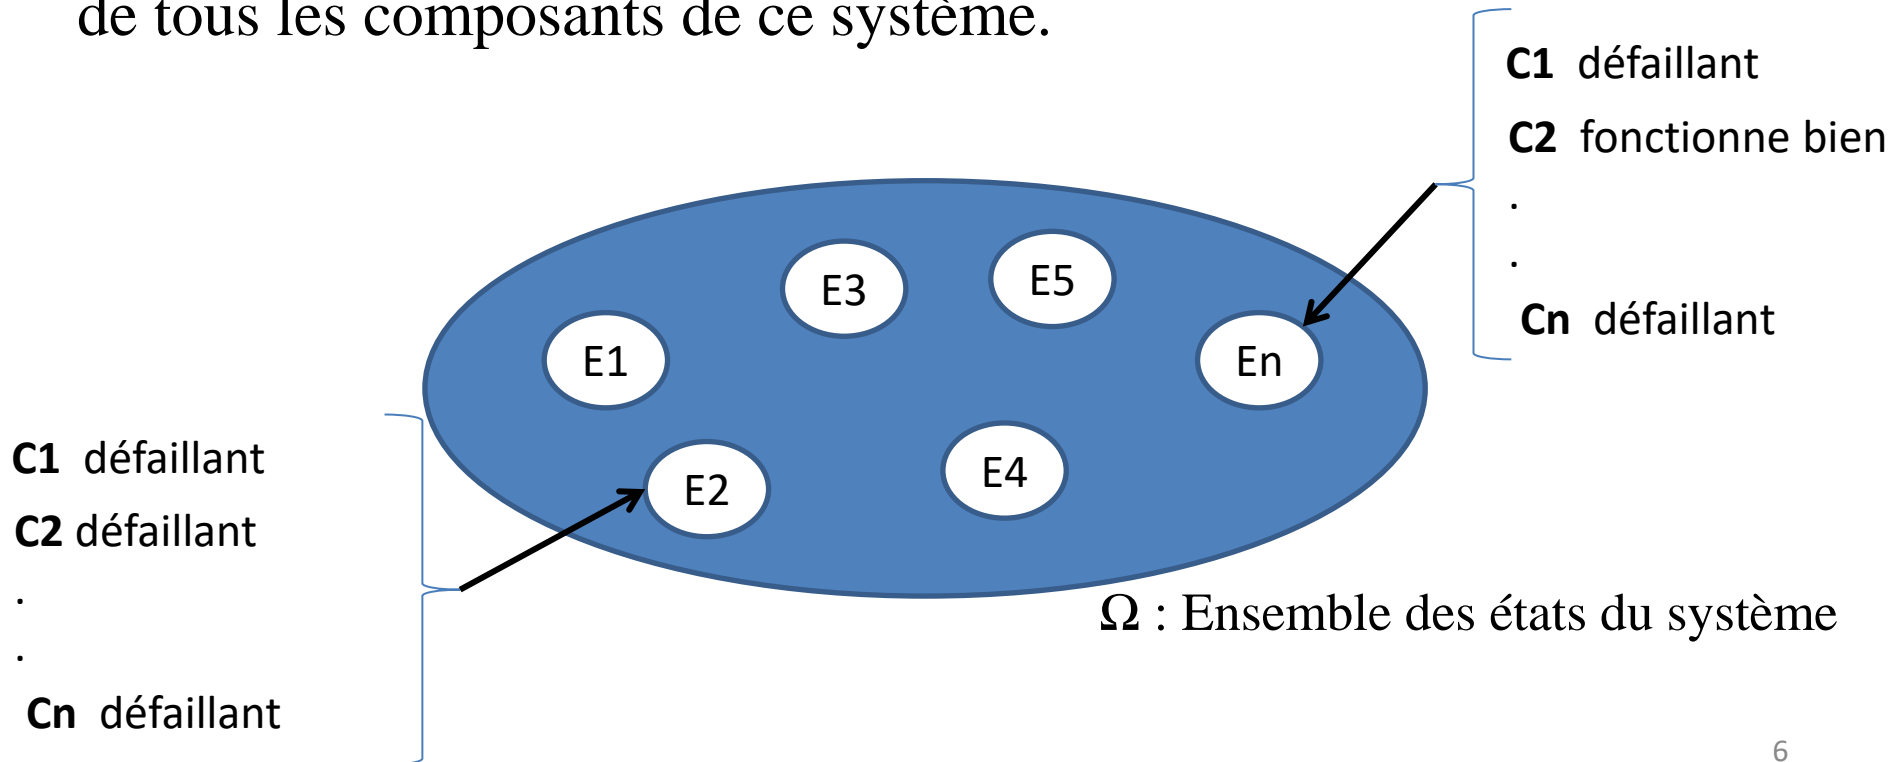 de tous les composants de ce système.
C1 défaillant
C2 fonctionne bien
.
.
Cn défaillant
E3
E5
E1
En
E2
E4
C1 défaillant
C2 défaillant
.
.
Cn défaillant
Ω : Ensemble des états du système
6